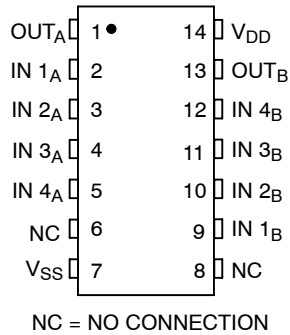 OUTA 1 14 VDD
IN 1A 2 13 OUTB
IN 2A 3 12 IN 4B
IN 3A 4 11 IN 3B
IN 4A 5 10 IN 2B
NC 6 9 IN 1B
VSS 7 8 NC
NC = NO CONNECTION